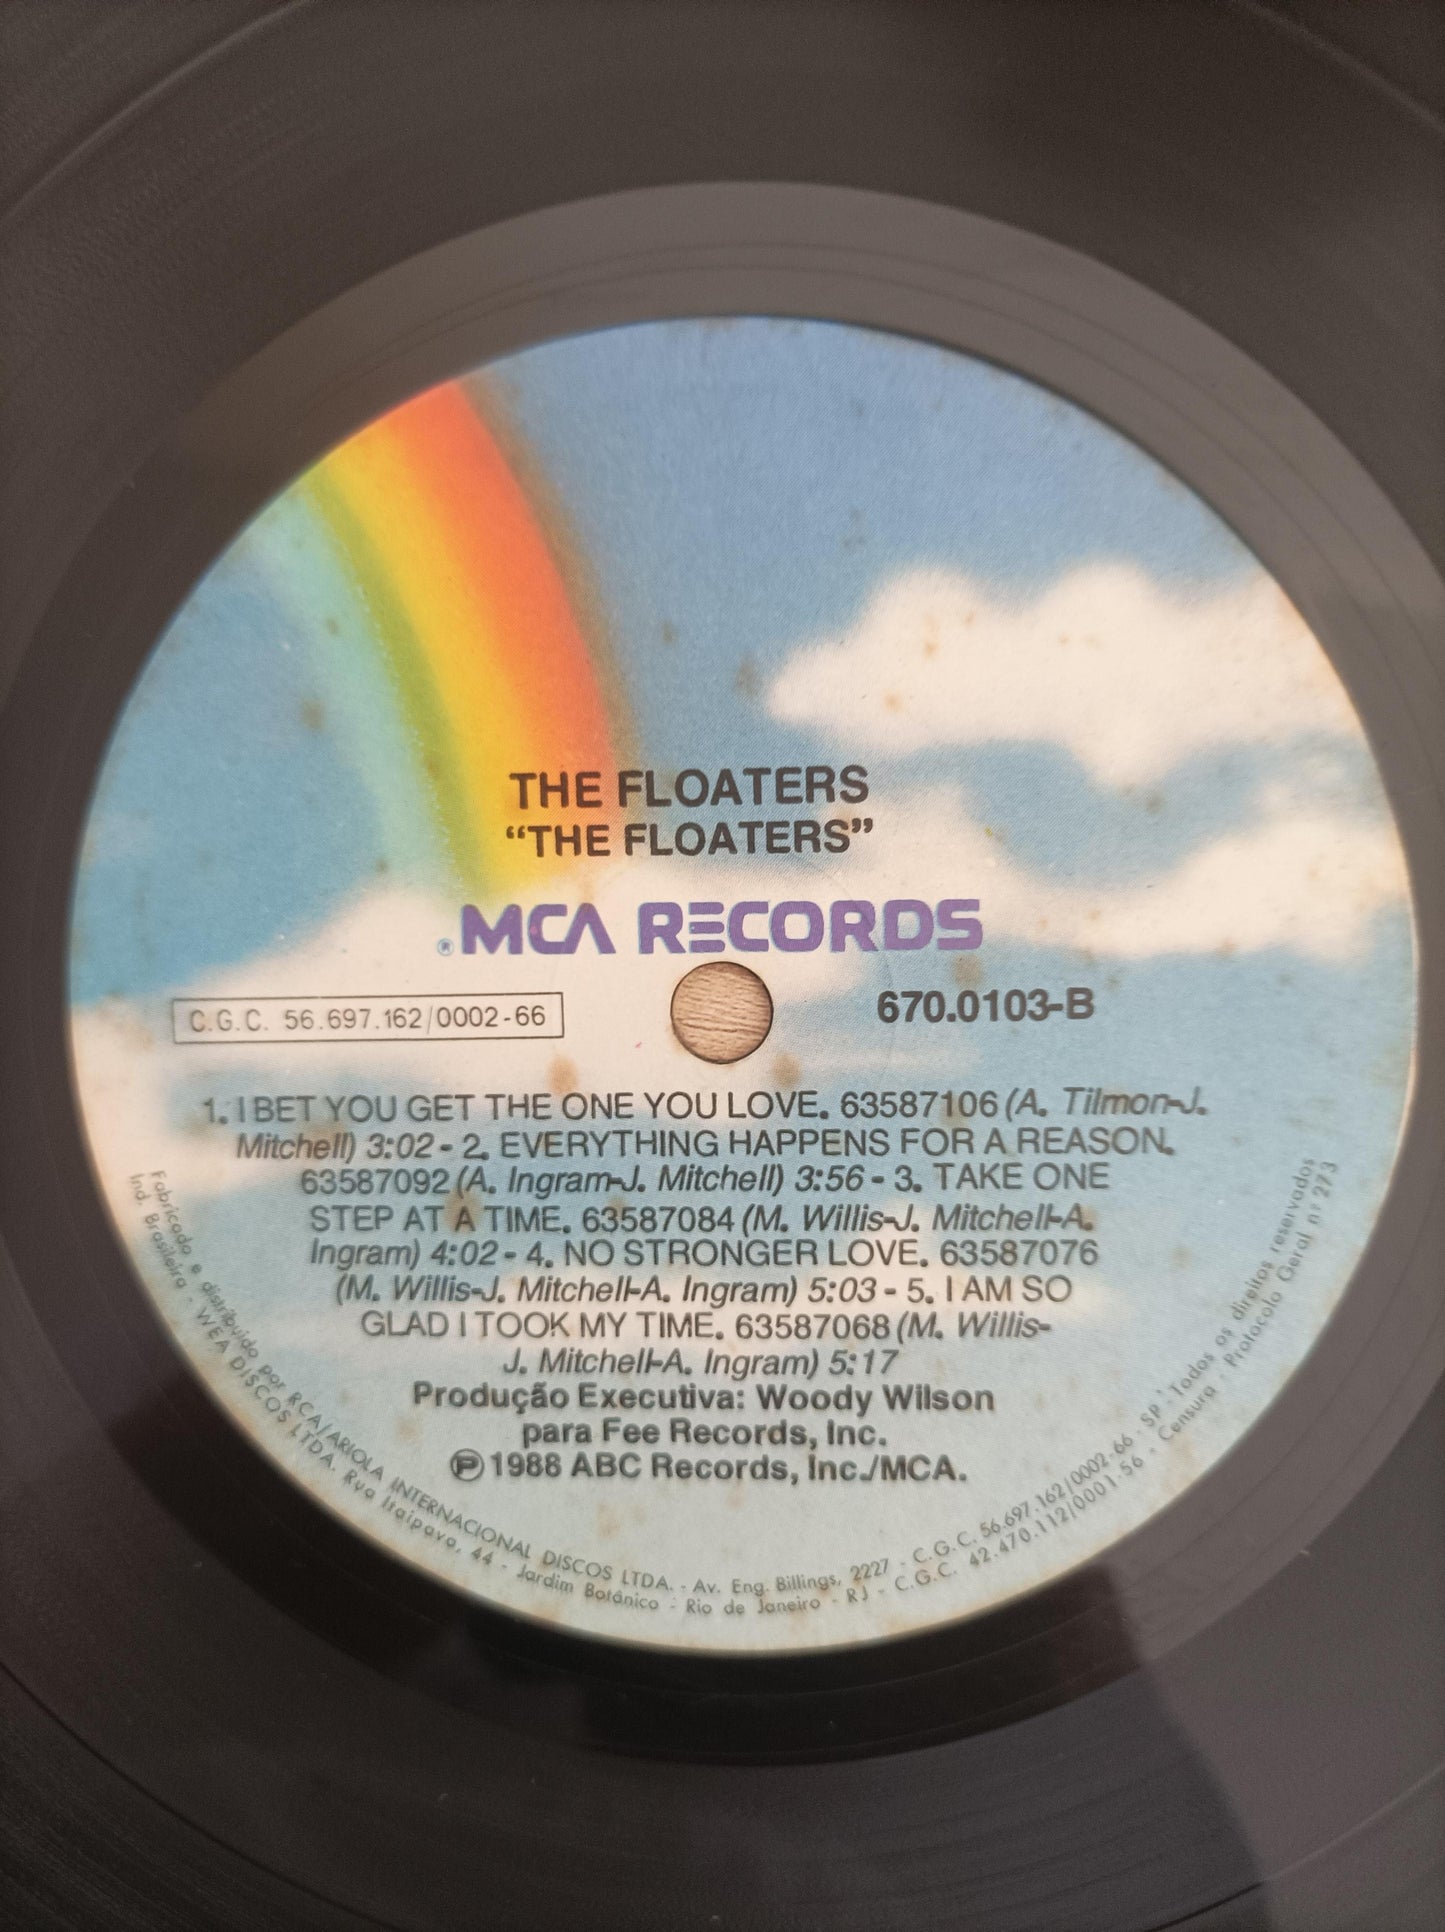 THE FLOATERS
“THE FLOATERS”
® MCA RECORDS
C.G.C. 56.697.162/0002-66
670.0103-B
1. I BET YOU GET THE ONE YOU LOVE. 63587106 (A. Tilmon-J.
Mitchell) 3:02 - 2. EVERYTHING HAPPENS FOR A REASON.
63587092 (A. Ingram-J. Mitchell) 3:56 - 3. TAKE ONE
STEP AT A TIME. 63587084 (M. Willis-J. Mitchell-A.
Ingram) 4:02 - 4. NO STRONGER LOVE. 63587076
(M. Willis-J. Mitchell-A. Ingram) 5:03 - 5. I AM SO
GLAD I TOOK MY TIME. 63587068 (M. Willis-
J. Mitchell-A. Ingram) 5:17
Produção Executiva: Woody Wilson
para Fee Records, Inc.
℗ 1988 ABC Records, Inc./MCA.
Fabricado e distribuído por RCA/ARIOLA INTERNACIONAL DISCOS LTDA. - Av. Eng. Billings, 2227 - C.G.C. 56.697.162/0002-66 - SP - Todos os direitos reservados
Ind. Brasileira - WEA DISCOS LTDA. Rua Itaipava, 44 - Jardim Botânico - Rio de Janeiro - RJ - C.G.C. 42.470.112/0001-56 - Censura - Protocolo Geral nº 273